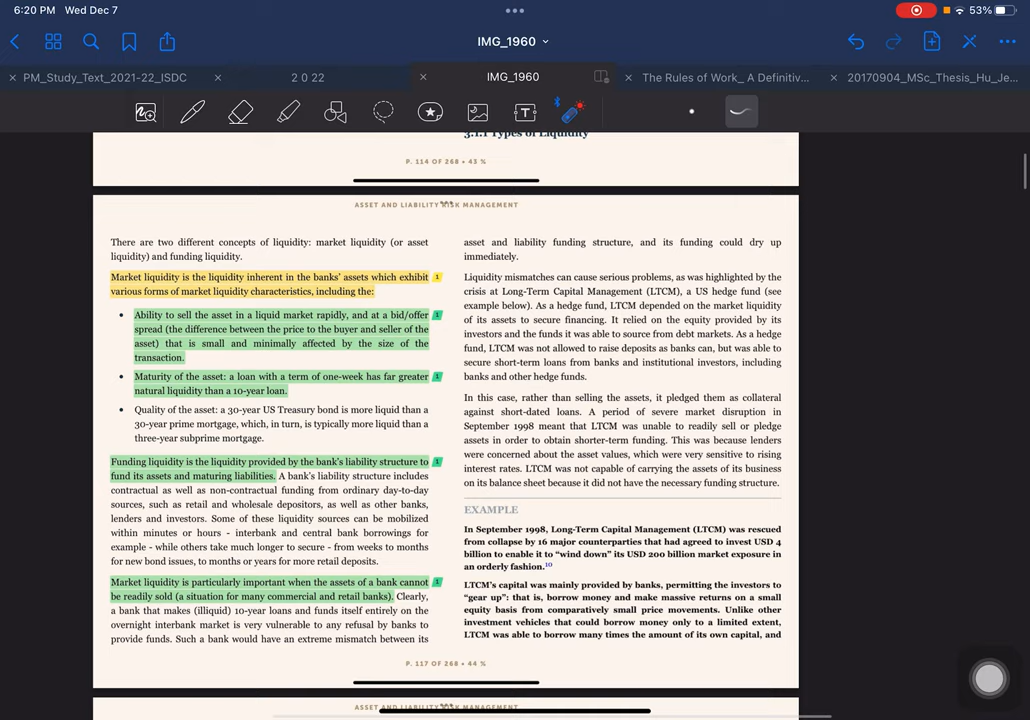 6:20 PM Wed Dec 7
53%
IMG_1960
PM_Study_Text_2021-22_ISDC
2 0 22
IMG_1960
The Rules of Work_ A Definitiv...
20170904_MSc_Thesis_Hu_Je...
3.1.1 Types of Liquidity
P. 114 OF 268 • 43 %
ASSET AND LIABILITY RISK MANAGEMENT
There are two different concepts of liquidity: market liquidity (or asset
liquidity) and funding liquidity.
Market liquidity is the liquidity inherent in the banks' assets which exhibit 1
various forms of market liquidity characteristics, including the:
• Ability to sell the asset in a liquid market rapidly, and at a bid/offer 1
spread (the difference between the price to the buyer and seller of the
asset) that is small and minimally affected by the size of the
transaction.
• Maturity of the asset: a loan with a term of one-week has far greater 1
natural liquidity than a 10-year loan.
• Quality of the asset: a 30-year US Treasury bond is more liquid than a
30-year prime mortgage, which, in turn, is typically more liquid than a
three-year subprime mortgage.
Funding liquidity is the liquidity provided by the bank's liability structure to 1
fund its assets and maturing liabilities. A bank's liability structure includes
contractual as well as non-contractual funding from ordinary day-to-day
sources, such as retail and wholesale depositors, as well as other banks,
lenders and investors. Some of these liquidity sources can be mobilized
within minutes or hours - interbank and central bank borrowings for
example - while others take much longer to secure - from weeks to months
for new bond issues, to months or years for more retail deposits.
Market liquidity is particularly important when the assets of a bank cannot 1
be readily sold (a situation for many commercial and retail banks). Clearly,
a bank that makes (illiquid) 10-year loans and funds itself entirely on the
overnight interbank market is very vulnerable to any refusal by banks to
provide funds. Such a bank would have an extreme mismatch between its
asset and liability funding structure, and its funding could dry up
immediately.
Liquidity mismatches can cause serious problems, as was highlighted by the
crisis at Long-Term Capital Management (LTCM), a US hedge fund (see
example below). As a hedge fund, LTCM depended on the market liquidity
of its assets to secure financing. It relied on the equity provided by its
investors and the funds it was able to source from debt markets. As a hedge
fund, LTCM was not allowed to raise deposits as banks can, but was able to
secure short-term loans from banks and institutional investors, including
banks and other hedge funds.
In this case, rather than selling the assets, it pledged them as collateral
against short-dated loans. A period of severe market disruption in
September 1998 meant that LTCM was unable to readily sell or pledge
assets in order to obtain shorter-term funding. This was because lenders
were concerned about the asset values, which were very sensitive to rising
interest rates. LTCM was not capable of carrying the assets of its business
on its balance sheet because it did not have the necessary funding structure.
EXAMPLE
In September 1998, Long-Term Capital Management (LTCM) was rescued
from collapse by 16 major counterparties that had agreed to invest USD 4
billion to enable it to “wind down” its USD 200 billion market exposure in
an orderly fashion.10
LTCM's capital was mainly provided by banks, permitting the investors to
“gear up”: that is, borrow money and make massive returns on a small
equity basis from comparatively small price movements. Unlike other
investment vehicles that could borrow money only to a limited extent,
LTCM was able to borrow many times the amount of its own capital, and
P. 117 OF 268 • 44 %
ASSET AND LIABILITY RISK MANAGEMENT